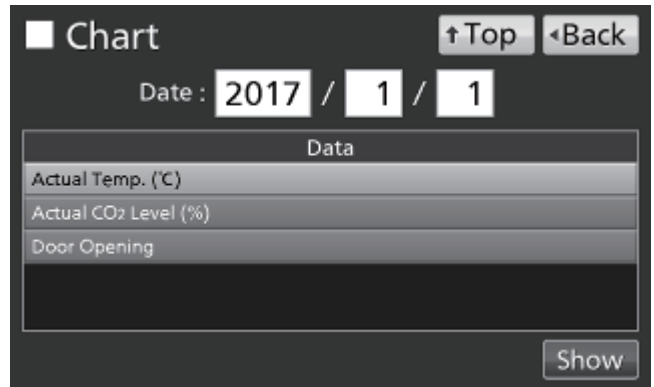 Chart ↑Top ◂Back
Date : 2017 / 1 / 1
Data
Actual Temp. (℃)
Actual CO2 Level (%)
Door Opening
Show